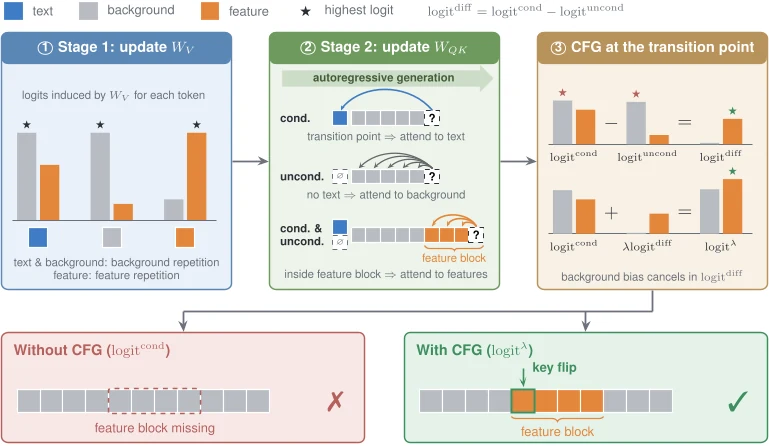 text background feature ★ highest logit logit^diff = logit^cond − logit^uncond
① Stage 1: update W_V
logits induced by W_V for each token
★ ★ ★
text & background: background repetition
feature: feature repetition
② Stage 2: update W_QK
autoregressive generation
cond.
?
transition point ⇒ attend to text
uncond.
∅
?
no text ⇒ attend to background
cond. &
uncond.
∅
?
feature block
inside feature block ⇒ attend to features
③ CFG at the transition point
★ ★ ★
− =
logit^cond logit^uncond logit^diff
★
+ =
logit^cond λlogit^diff logit^λ
background bias cancels in logit^diff
Without CFG (logit^cond)
✗
feature block missing
With CFG (logit^λ)
key flip
✓
feature block